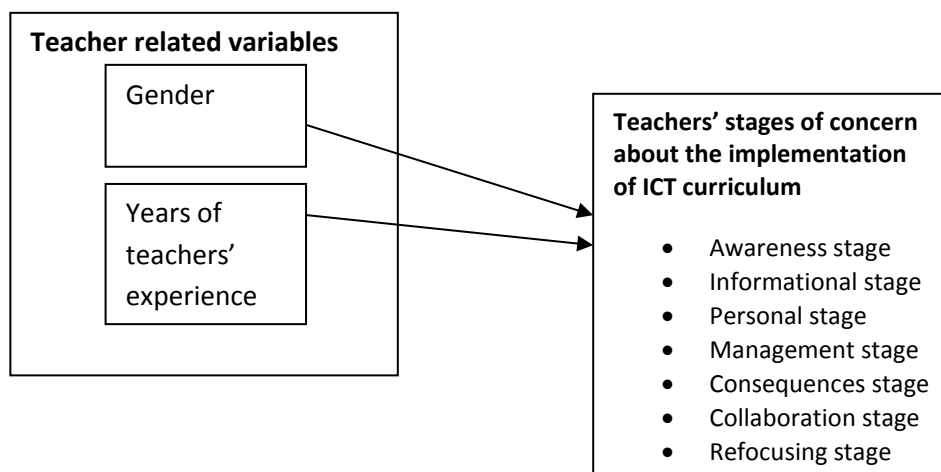 Teacher related variables
Gender
Years of
teachers’
experience
Teachers’ stages of concern
about the implementation
of ICT curriculum
• Awareness stage
• Informational stage
• Personal stage
• Management stage
• Consequences stage
• Collaboration stage
• Refocusing stage